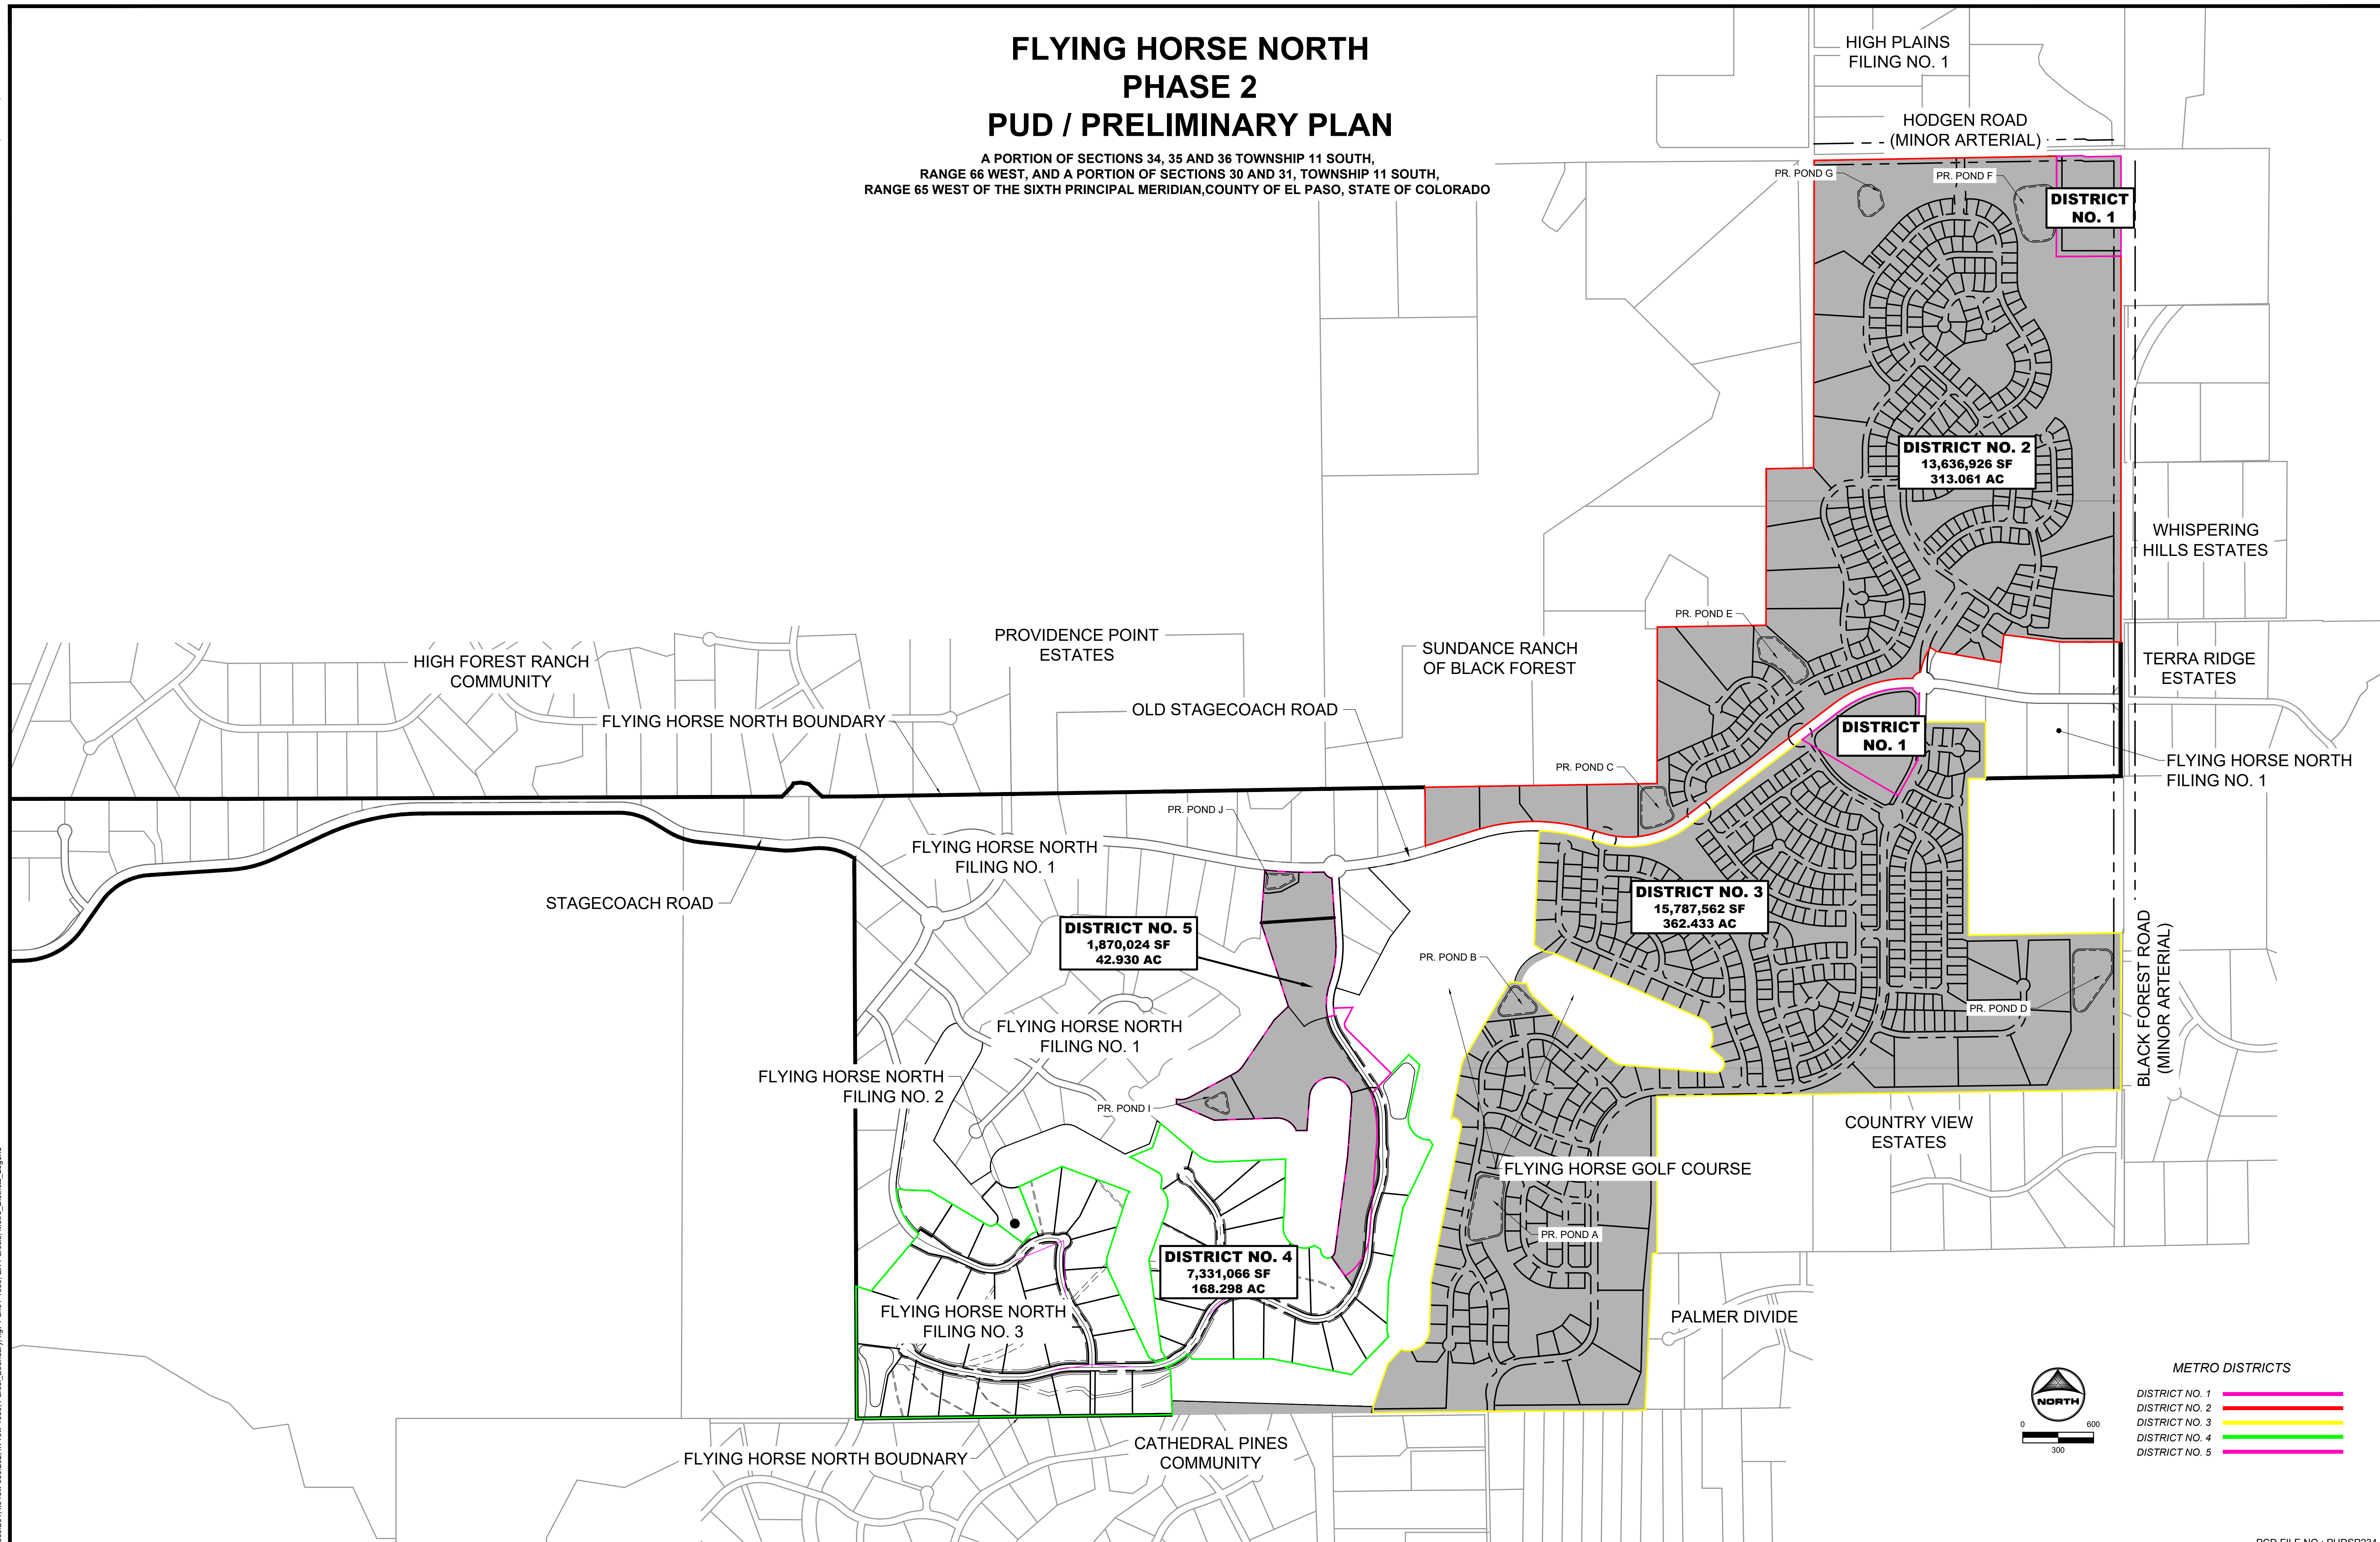 FLYING HORSE NORTH
PHASE 2
PUD / PRELIMINARY PLAN
A PORTION OF SECTIONS 34, 35 AND 36 TOWNSHIP 11 SOUTH,
RANGE 66 WEST, AND A PORTION OF SECTIONS 30 AND 31, TOWNSHIP 11 SOUTH,
RANGE 65 WEST OF THE SIXTH PRINCIPAL MERIDIAN,COUNTY OF EL PASO, STATE OF COLORADO
HIGH PLAINS
FILING NO. 1
HODGEN ROAD
(MINOR ARTERIAL)
PR. POND G
PR. POND F
DISTRICT
NO. 1
DISTRICT NO. 2
13,636,926 SF
313.061 AC
WHISPERING
HILLS ESTATES
PR. POND E
PROVIDENCE POINT
ESTATES
SUNDANCE RANCH
OF BLACK FOREST
HIGH FOREST RANCH
COMMUNITY
TERRA RIDGE
ESTATES
FLYING HORSE NORTH BOUNDARY
OLD STAGECOACH ROAD
DISTRICT
NO. 1
PR. POND C
FLYING HORSE NORTH
FILING NO. 1
PR. POND J
FLYING HORSE NORTH
FILING NO. 1
STAGECOACH ROAD
DISTRICT NO. 3
15,787,562 SF
362.433 AC
DISTRICT NO. 5
1,870,024 SF
42.930 AC
PR. POND B
BLACK FOREST ROAD
(MINOR ARTERIAL)
PR. POND D
FLYING HORSE NORTH
FILING NO. 1
FLYING HORSE NORTH
FILING NO. 2
PR. POND I
COUNTRY VIEW
ESTATES
FLYING HORSE GOLF COURSE
PR. POND A
DISTRICT NO. 4
7,331,066 SF
168.298 AC
FLYING HORSE NORTH
FILING NO. 3
PALMER DIVIDE
FLYING HORSE NORTH BOUDNARY
CATHEDRAL PINES
COMMUNITY
NORTH
0 600
300
METRO DISTRICTS
DISTRICT NO. 1
DISTRICT NO. 2
DISTRICT NO. 3
DISTRICT NO. 4
DISTRICT NO. 5